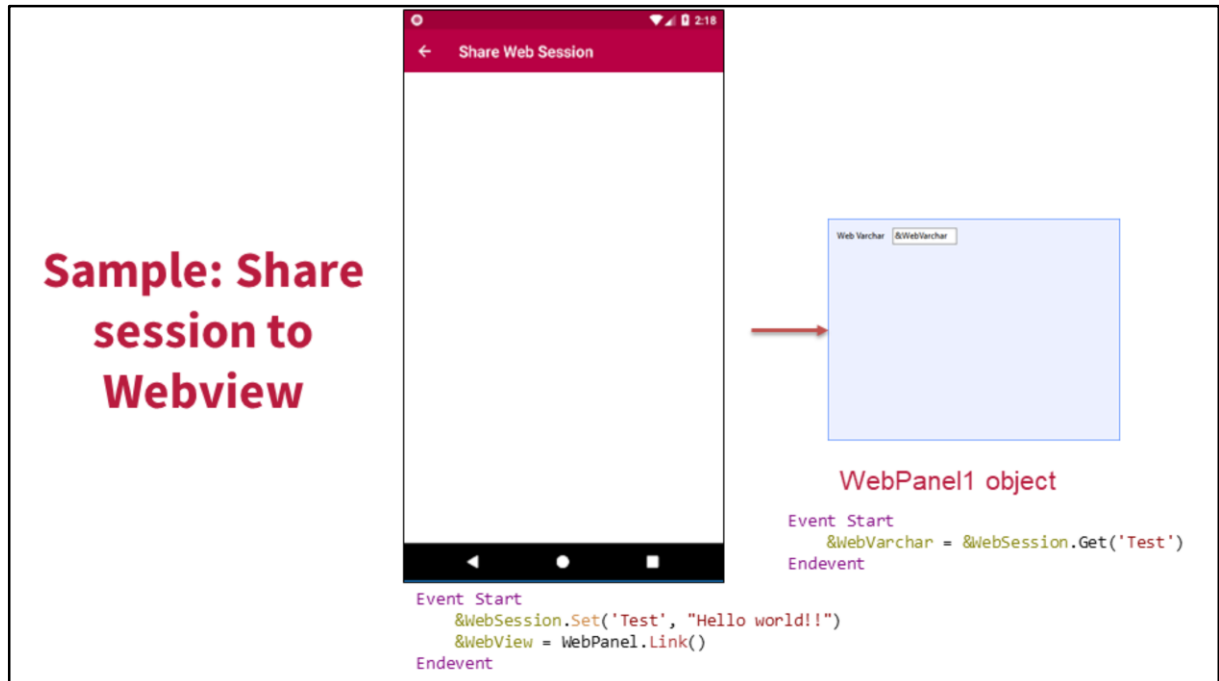 Sample: Share
session to
Webview
2:18
Share Web Session
Event Start
&WebSession.Set('Test', "Hello world!!")
&WebView = WebPanel.Link()
Endevent
Web Varchar &WebVarchar
WebPanel1 object
Event Start
&WebVarchar = &WebSession.Get('Test')
Endevent